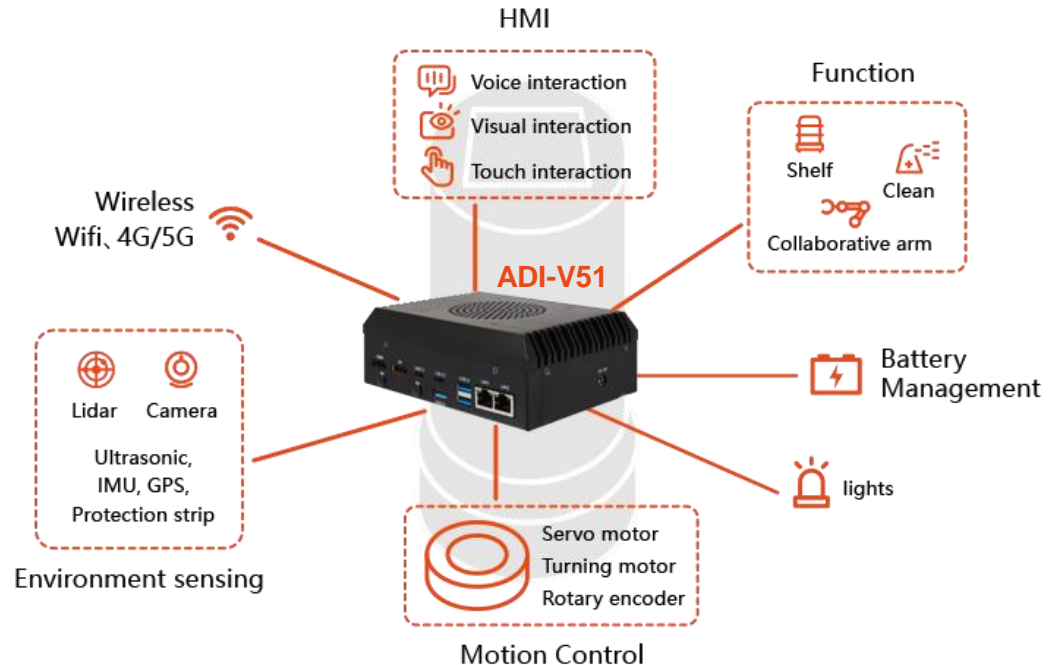 HMI
Voice interaction
Visual interaction
Touch interaction
Function
Shelf
Clean
Collaborative arm
Wireless
Wifi、4G/5G
ADI-V51
Lidar Camera
Ultrasonic,
IMU, GPS,
Protection strip
Environment sensing
Battery
Management
lights
Servo motor
Turning motor
Rotary encoder
Motion Control